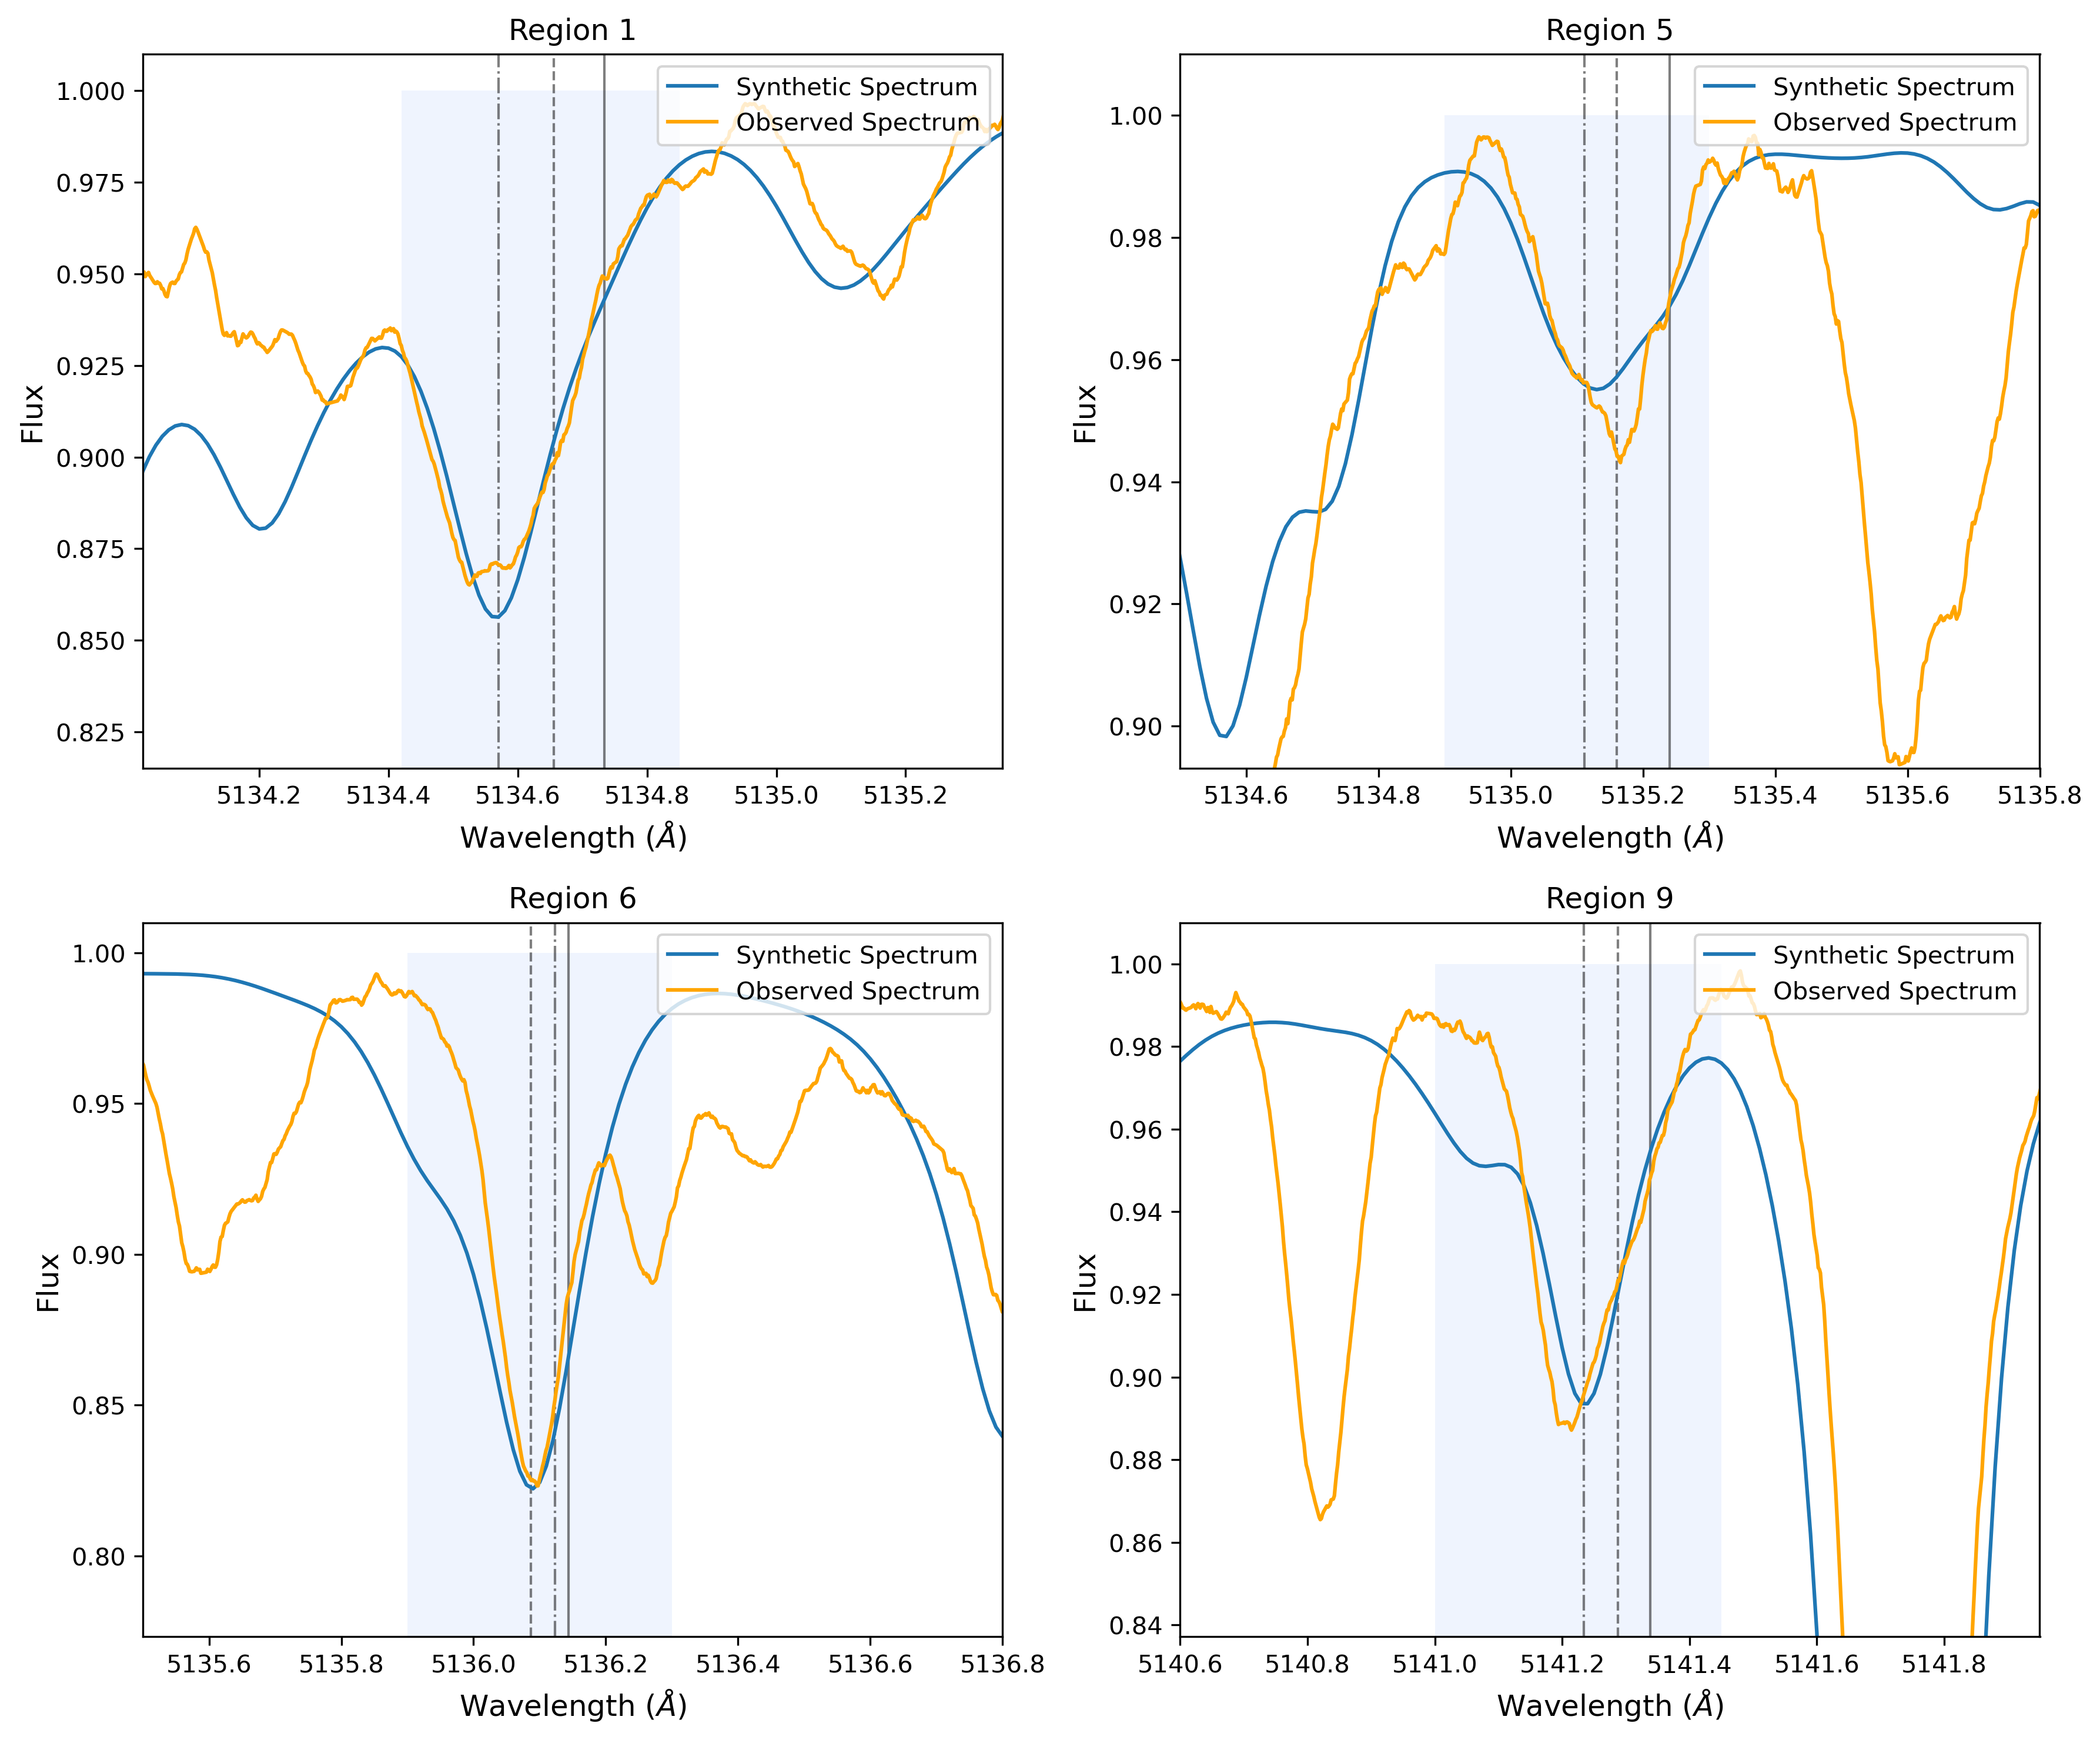 Region 1
Synthetic Spectrum
Observed Spectrum
Flux
1.000
0.975
0.950
0.925
0.900
0.875
0.850
0.825
5134.2 5134.4 5134.6 5134.8 5135.0 5135.2
Wavelength (Å)
Region 5
Synthetic Spectrum
Observed Spectrum
Flux
1.00
0.98
0.96
0.94
0.92
0.90
5134.6 5134.8 5135.0 5135.2 5135.4 5135.6 5135.8
Wavelength (Å)
Region 6
Synthetic Spectrum
Observed Spectrum
Flux
1.00
0.95
0.90
0.85
0.80
5135.6 5135.8 5136.0 5136.2 5136.4 5136.6 5136.8
Wavelength (Å)
Region 9
Synthetic Spectrum
Observed Spectrum
Flux
1.00
0.98
0.96
0.94
0.92
0.90
0.88
0.86
0.84
5140.6 5140.8 5141.0 5141.2 5141.4 5141.6 5141.8
Wavelength (Å)